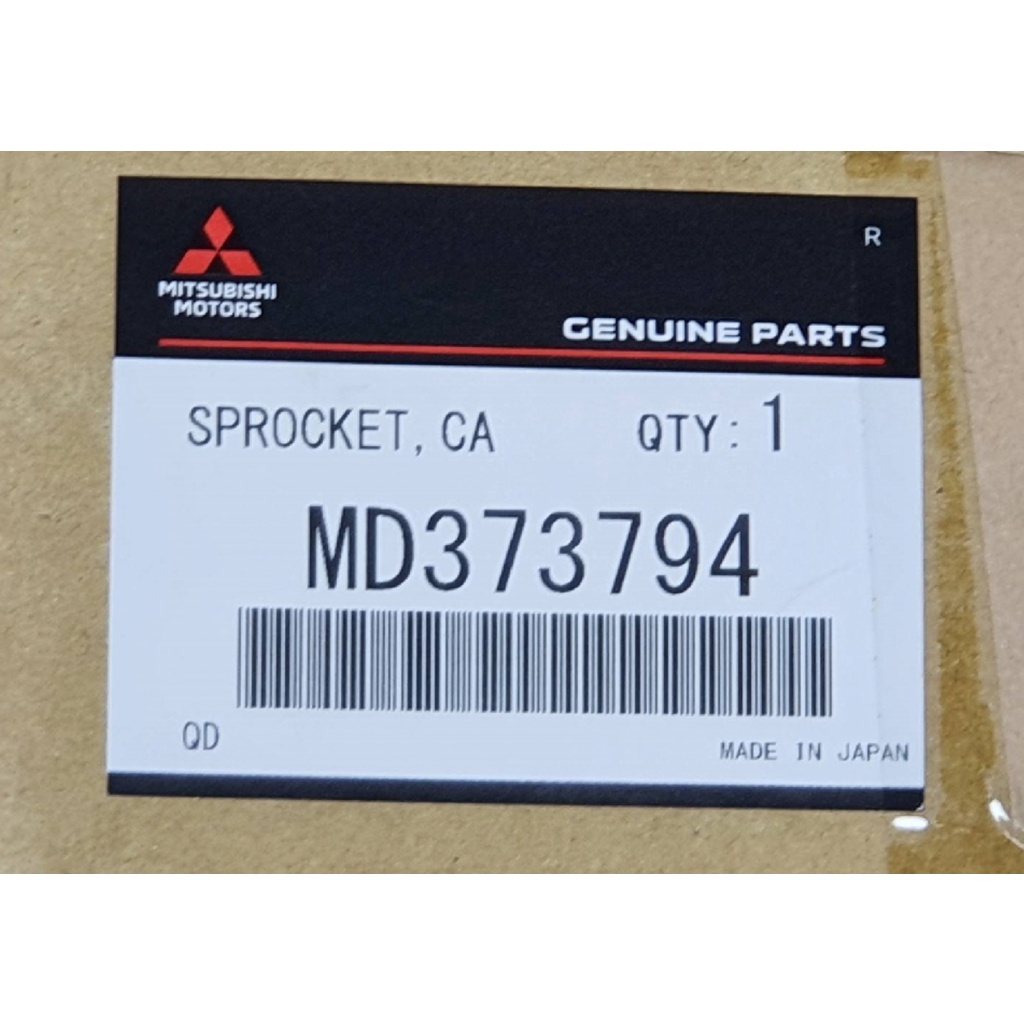 R
MITSUBISHI
MOTORS
GENUINE PARTS
SPROCKET, CA QTY: 1
MD373794
QD
MADE IN JAPAN